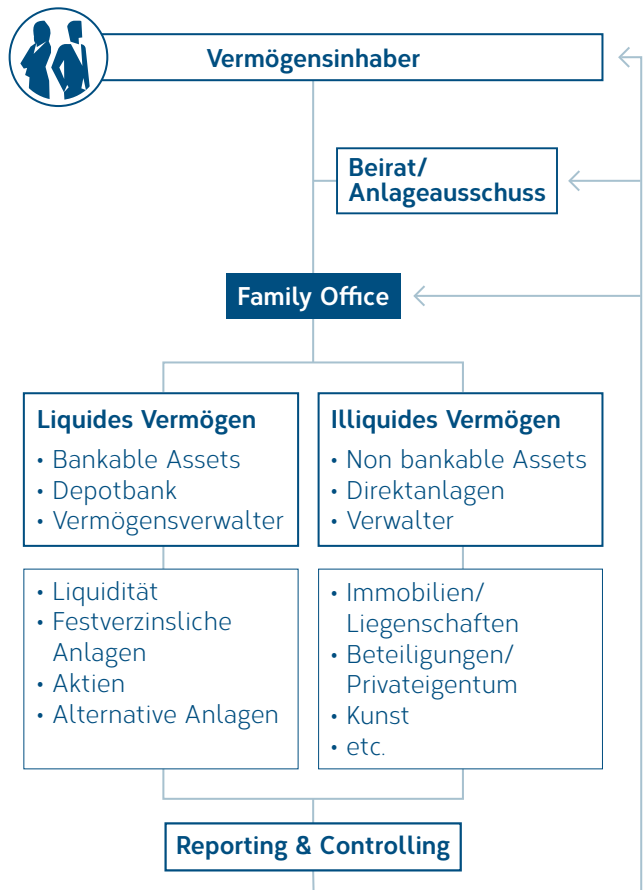 Vermögensinhaber
Beirat/
Anlageausschuss
Family Office
Liquides Vermögen
• Bankable Assets
• Depotbank
• Vermögensverwalter
Illiquides Vermögen
• Non bankable Assets
• Direktanlagen
• Verwalter
• Liquidität
• Festverzinsliche
Anlagen
• Aktien
• Alternative Anlagen
• Immobilien/
Liegenschaften
• Beteiligungen/
Privateigentum
• Kunst
• etc.
Reporting & Controlling